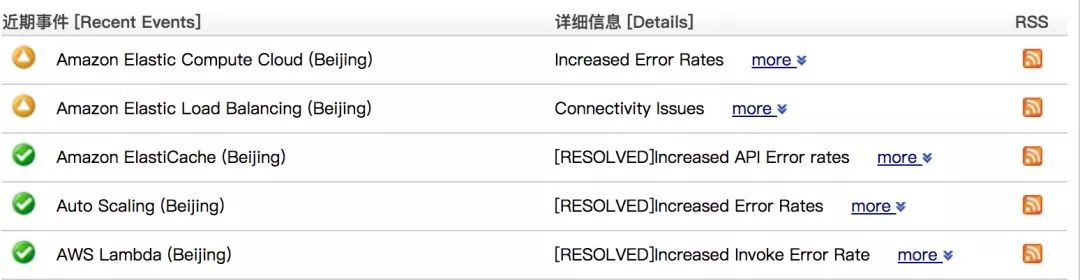 近期事件 [Recent Events] 详细信息 [Details] RSS
Amazon Elastic Compute Cloud (Beijing) Increased Error Rates more
Amazon Elastic Load Balancing (Beijing) Connectivity Issues more
Amazon ElastiCache (Beijing) [RESOLVED]Increased API Error rates more
Auto Scaling (Beijing) [RESOLVED]Increased Error Rates more
AWS Lambda (Beijing) [RESOLVED]Increased Invoke Error Rate more